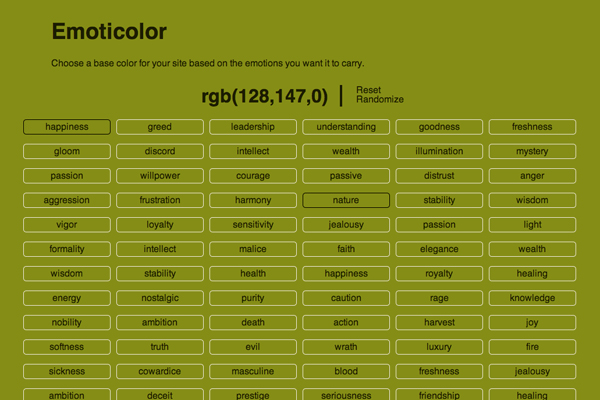 Emoticolor
Choose a base color for your site based on the emotions you want it to carry.
rgb(128,147,0) | Reset
Randomize
happiness greed leadership understanding goodness freshness
gloom discord intellect wealth illumination mystery
passion willpower courage passive distrust anger
aggression frustration harmony nature stability wisdom
vigor loyalty sensitivity jealousy passion light
formality intellect malice faith elegance wealth
wisdom stability health happiness royalty healing
energy nostalgic purity caution rage knowledge
nobility ambition death action harvest joy
softness truth evil wrath luxury fire
sickness cowardice masculine blood freshness jealousy
ambition deceit prestige seriousness friendship healing